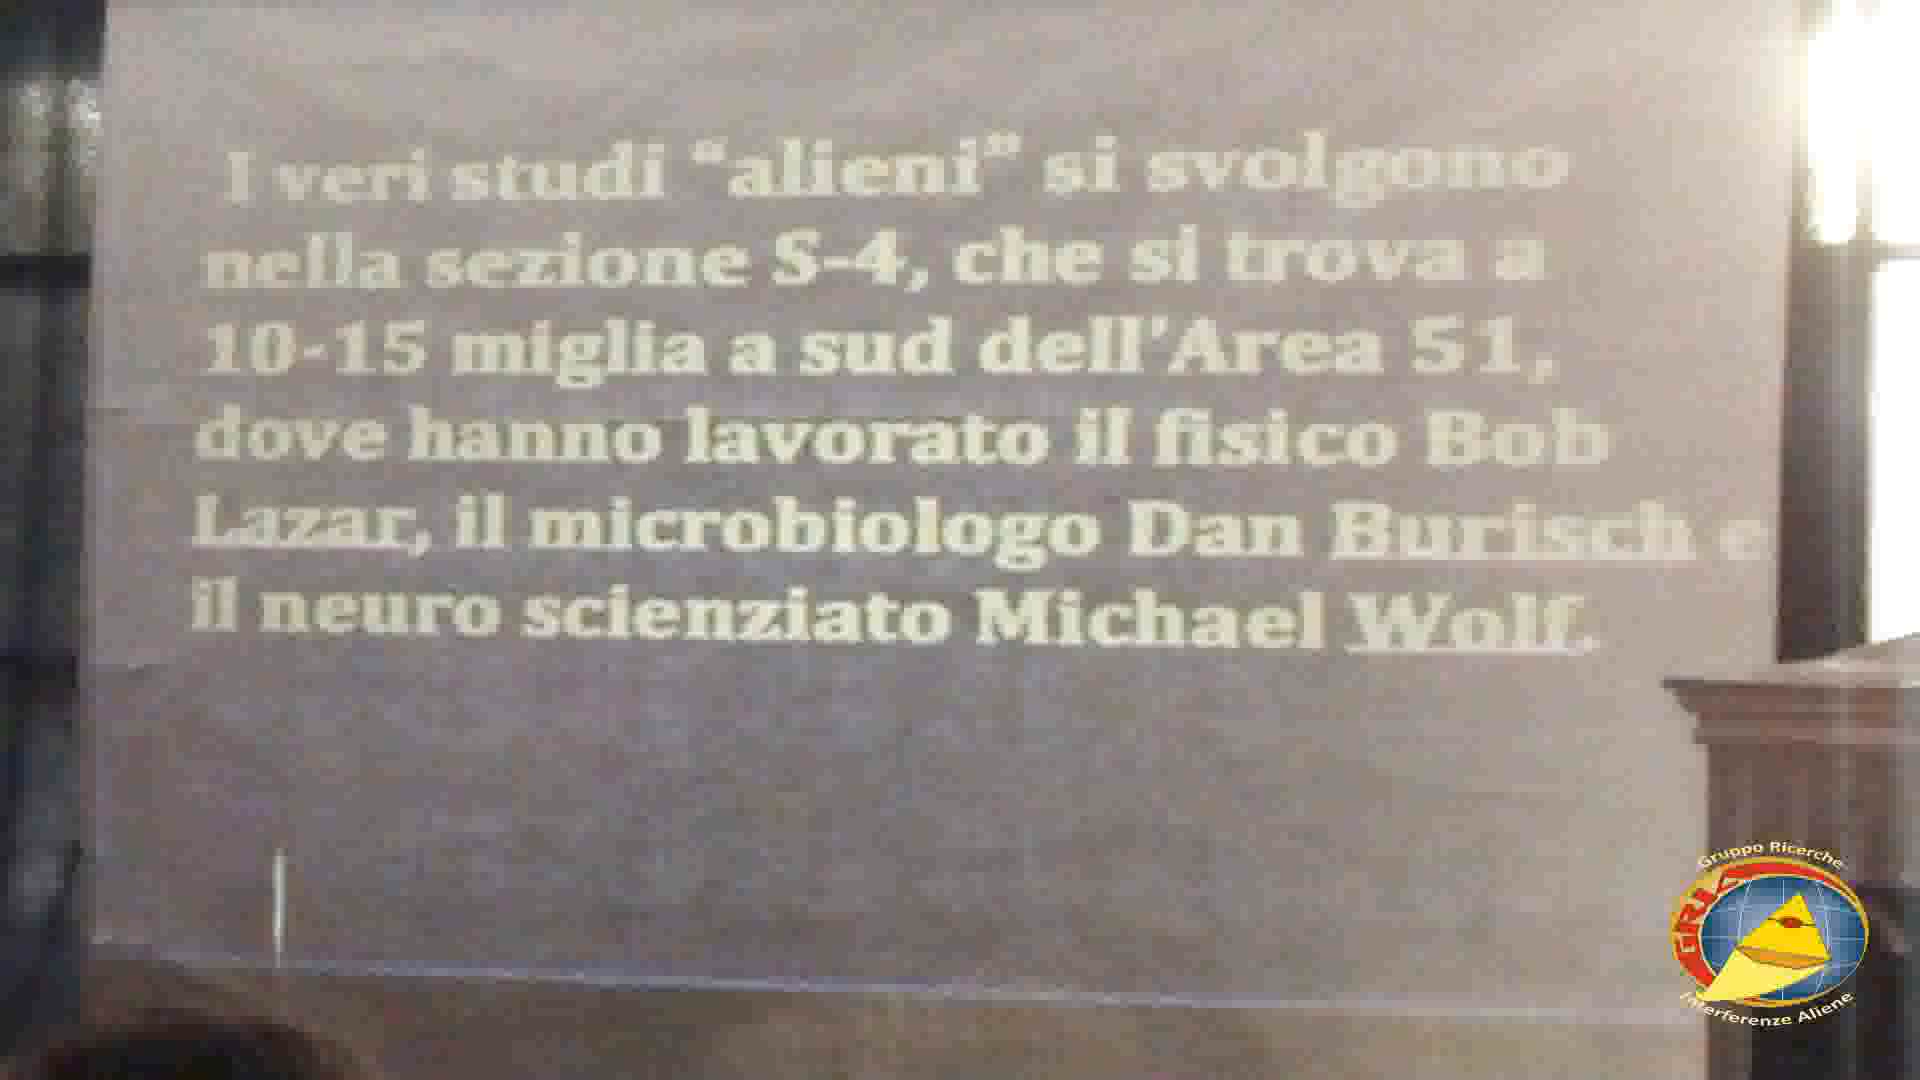 I veri studi “alieni” si svolgono
nella sezione S-4, che si trova a
10-15 miglia a sud dell'Area 51,
dove hanno lavorato il fisico Bob
Lazar, il microbiologo Dan Burisch e
il neuro scienziato Michael Wolf.
Gruppo Ricerche
GRIA
Interferenze Aliene